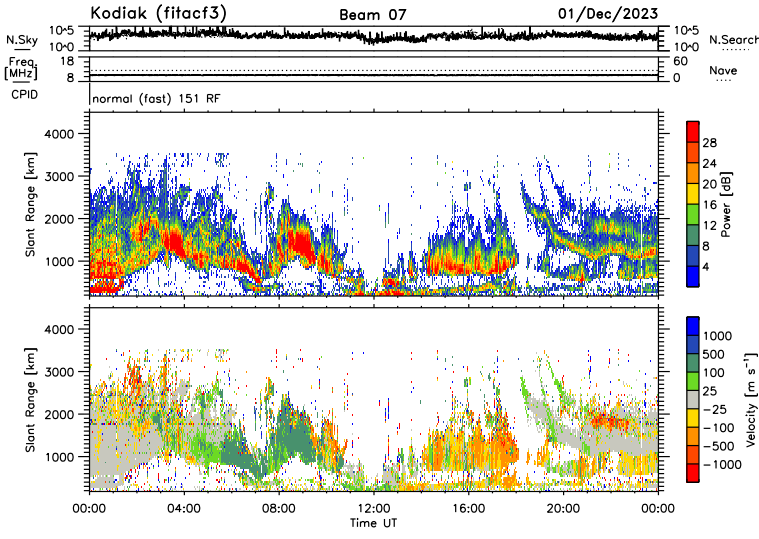 Kodiak (fitacf3) Beam 07 01/Dec/2023
N.Sky 10^5 10^0 10^5 10^0 N.Search
Freq. [MHz] 18 8 60 0 Nave
CPID normal (fast) 151 RF
Slant Range [km] 4000 3000 2000 1000
Power [dB] 28 24 20 16 12 8 4
Slant Range [km] 4000 3000 2000 1000
Velocity [m s⁻¹] 1000 500 100 25 −25 −100 −500 −1000
00:00 04:00 08:00 12:00 16:00 20:00 00:00
Time UT